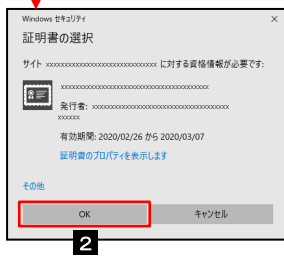 Windows セキュリティ
×
証明書の選択
サイト xxxxxxxxxxxxxxxxxxxxxxxxxxxxx に対する資格情報が必要です:
xxxxxxxxxxxxxxxxxxxxxxxxxxxxxxxxxxxxxxx
発行者: xxxxxxxxxxxxxxxxxxxxxxxxxxxxxxxxxxxx
xxxxxx
有効期間: 2020/02/26 から 2020/03/07
証明書のプロパティを表示します
その他
OK
キャンセル
2